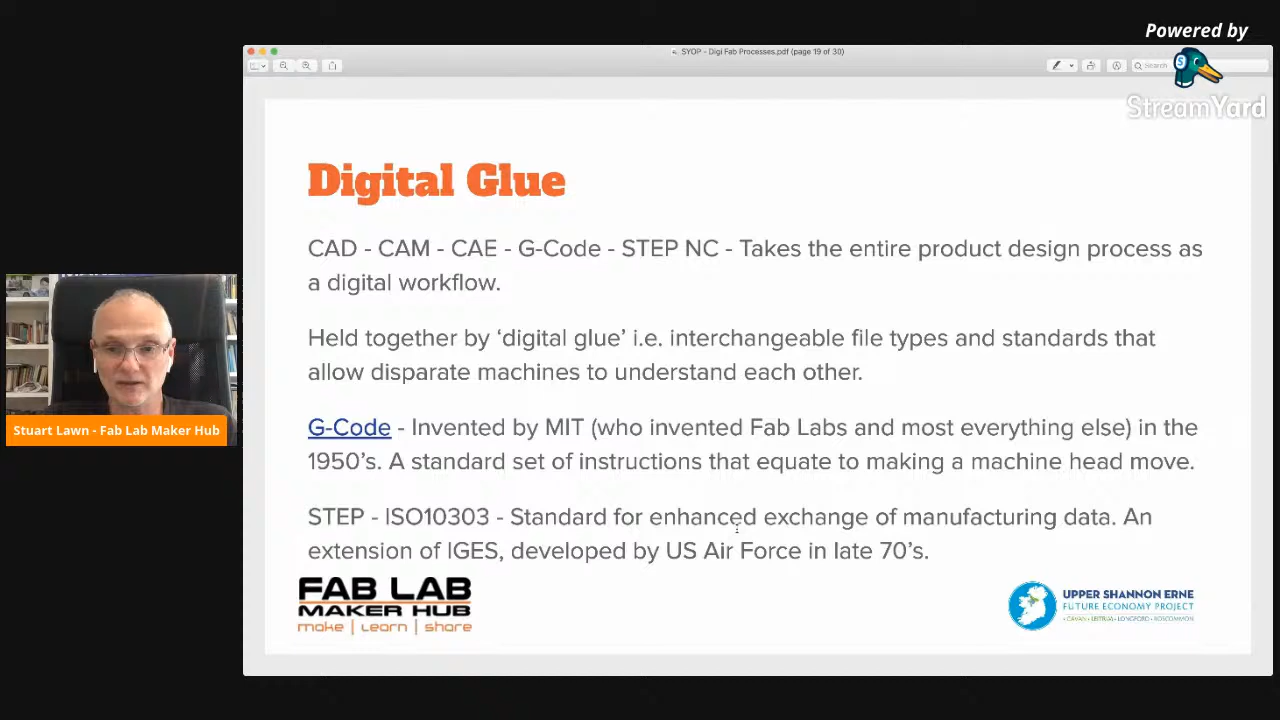 Powered by
StreamYard
SYOP - Digi Fab Processes.pdf (page 19 of 30)
Search
Digital Glue
CAD - CAM - CAE - G-Code - STEP NC - Takes the entire product design process as
a digital workflow.
Held together by ‘digital glue’ i.e. interchangeable file types and standards that
allow disparate machines to understand each other.
G-Code - Invented by MIT (who invented Fab Labs and most everything else) in the
1950’s. A standard set of instructions that equate to making a machine head move.
STEP - ISO10303 - Standard for enhanced exchange of manufacturing data. An
extension of IGES, developed by US Air Force in late 70’s.
Stuart Lawn - Fab Lab Maker Hub
FAB LAB
MAKER HUB
make | Learn | share
UPPER SHANNON ERNE
FUTURE ECONOMY PROJECT
• CAVAN • LEITRIM • LONGFORD • ROSCOMMON